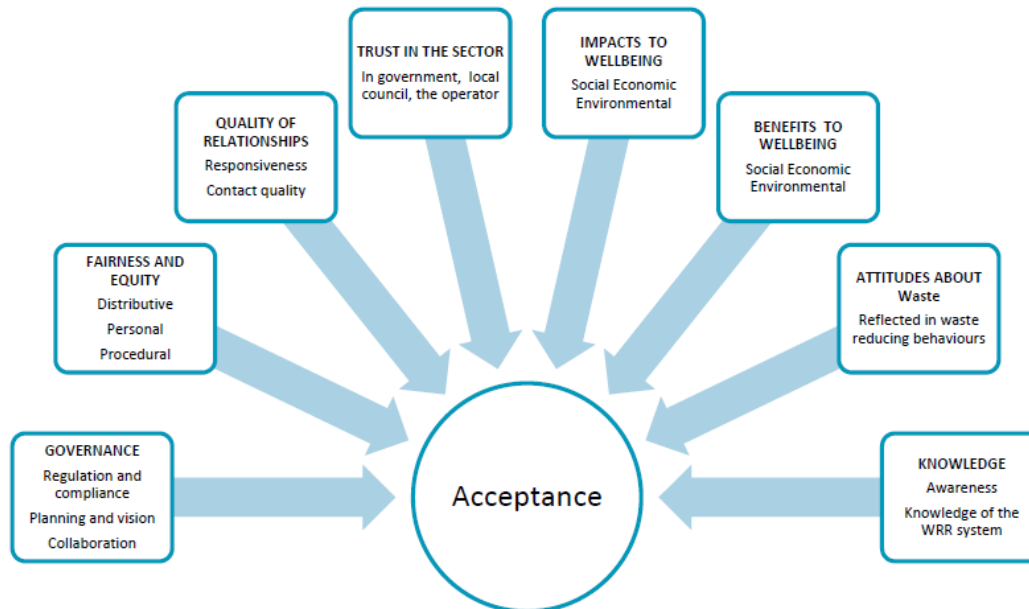 TRUST IN THE SECTOR
In government, local
council, the operator
IMPACTS TO
WELLBEING
Social Economic
Environmental
QUALITY OF
RELATIONSHIPS
Responsiveness
Contact quality
BENEFITS TO
WELLBEING
Social Economic
Environmental
FAIRNESS AND
EQUITY
Distributive
Personal
Procedural
ATTITUDES ABOUT
Waste
Reflected in waste
reducing behaviours
GOVERNANCE
Regulation and
compliance
Planning and vision
Collaboration
Acceptance
KNOWLEDGE
Awareness
Knowledge of the
WRR system